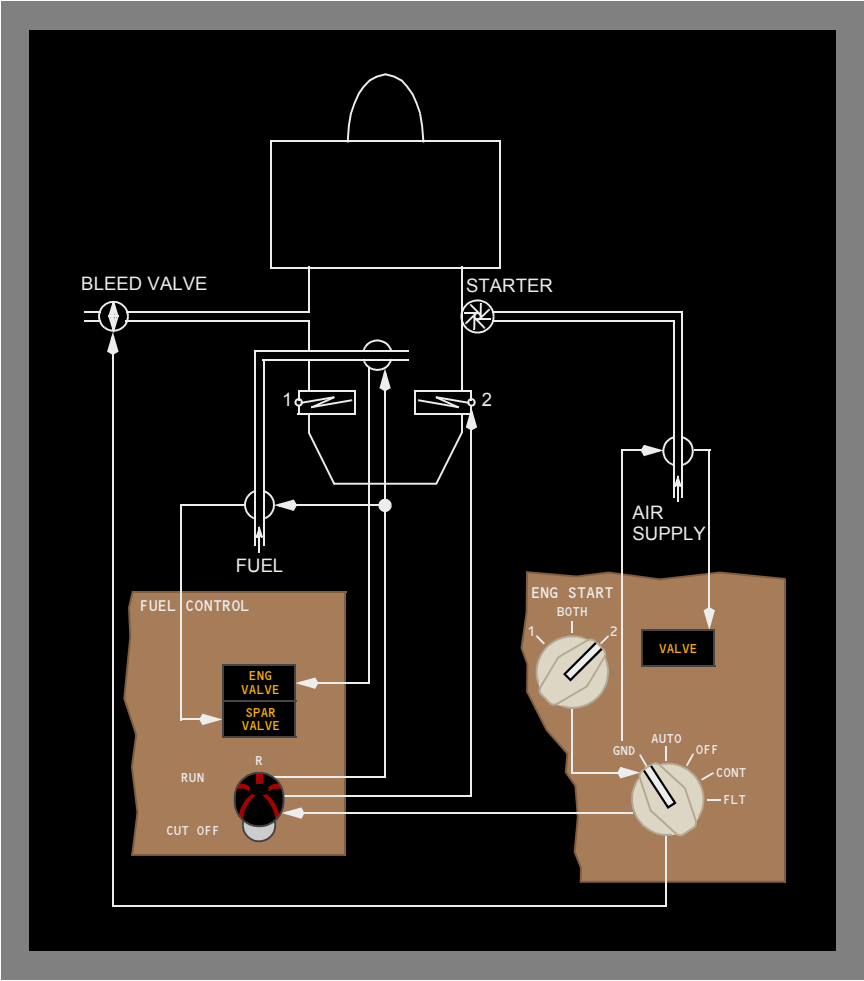 BLEED VALVE
STARTER
1
2
AIR
SUPPLY
FUEL
FUEL CONTROL
ENG
VALVE
SPAR
VALVE
R
RUN
CUT OFF
ENG START
BOTH
1
2
VALVE
AUTO
GND
OFF
CONT
FLT